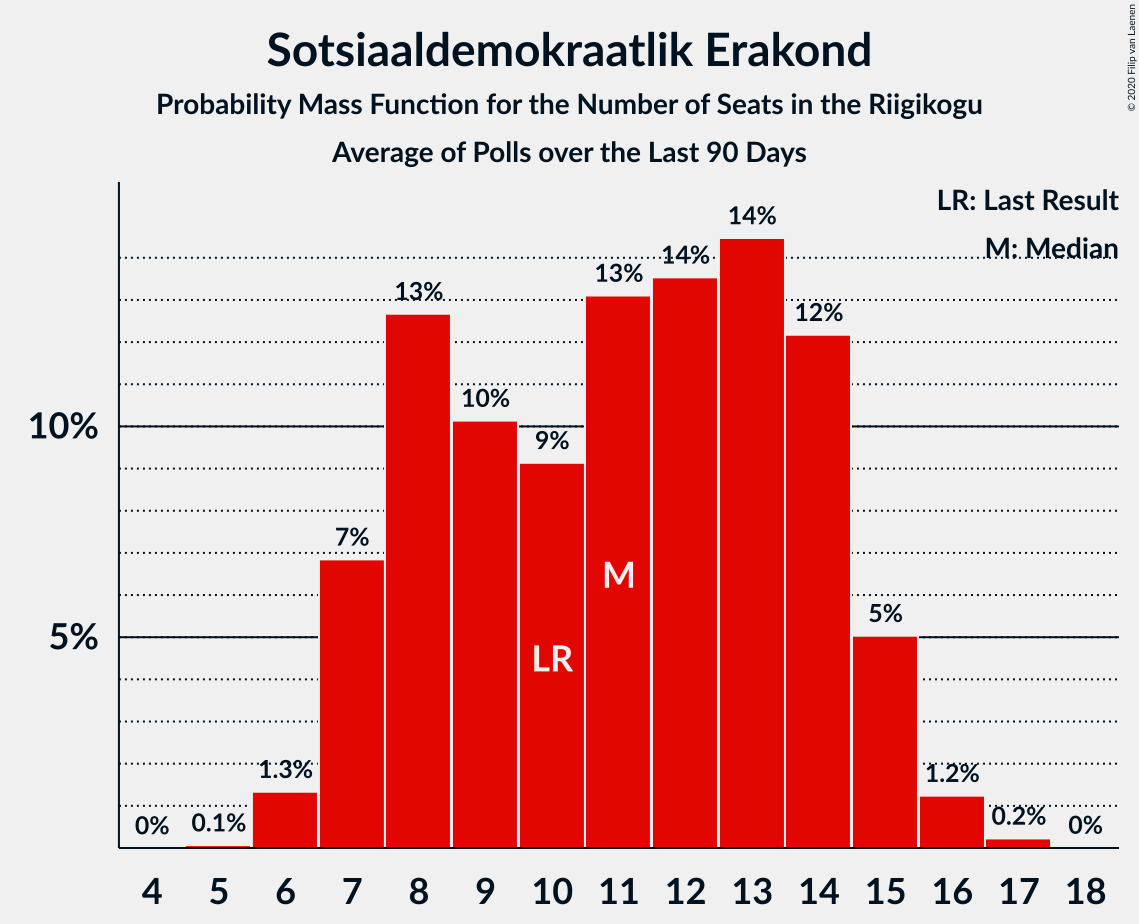 Sotsiaaldemokraatlik Erakond
Probability Mass Function for the Number of Seats in the Riigikogu
Average of Polls over the Last 90 Days
© 2020 Filip van Laenen
LR: Last Result
M: Median
10%
5%
0%
0.1%
1.3%
7%
13%
10%
9%
13%
14%
14%
12%
5%
1.2%
0.2%
0%
M
LR
4 5 6 7 8 9 10 11 12 13 14 15 16 17 18